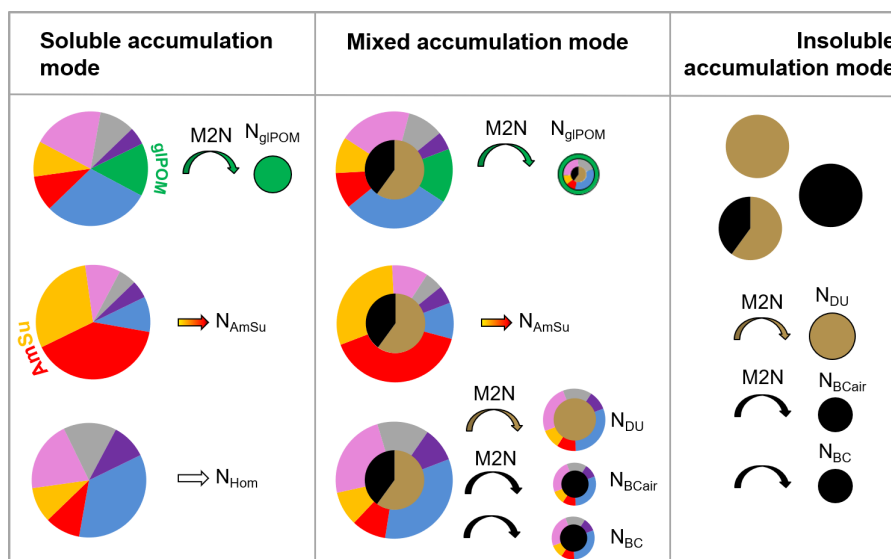 Soluble accumulation
mode
Mixed accumulation mode
Insoluble
accumulation mode
M2N
NglPOM
glPOM
M2N
NglPOM
AmSu
NAmSu
NAmSu
M2N
NDU
M2N
NBCair
NBC
NHom
M2N
NDU
M2N
NBCair
NBC